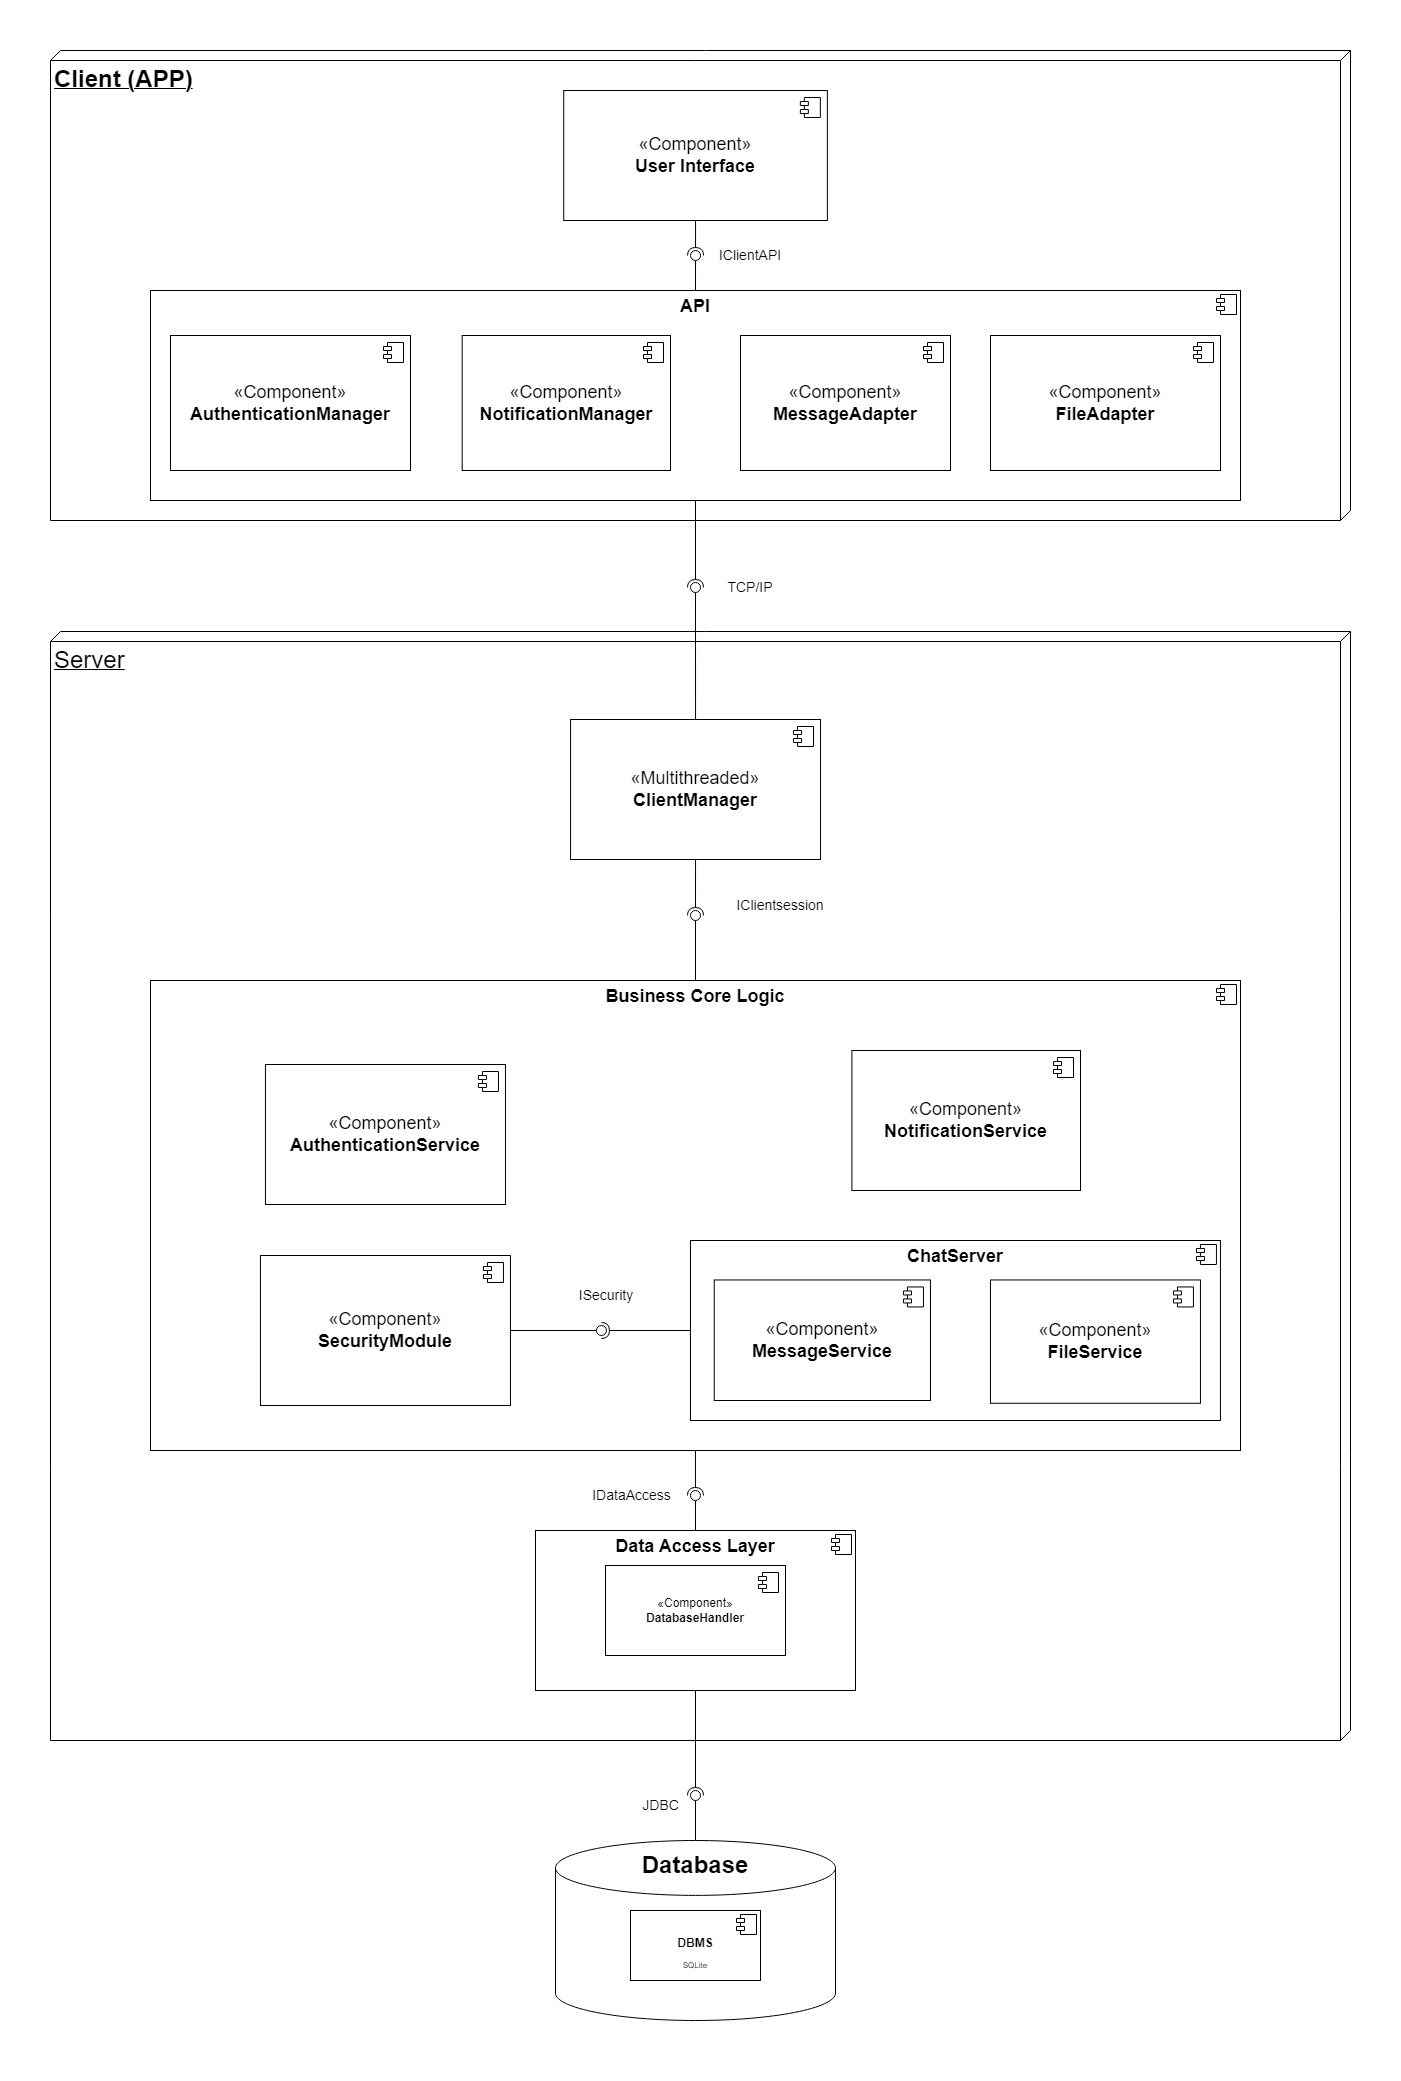 Client (APP)
«Component»
User Interface
IClientAPI
API
«Component»
AuthenticationManager
«Component»
NotificationManager
«Component»
MessageAdapter
«Component»
FileAdapter
TCP/IP
Server
«Multithreaded»
ClientManager
IClientsession
Business Core Logic
«Component»
AuthenticationService
«Component»
NotificationService
«Component»
SecurityModule
ISecurity
ChatServer
«Component»
MessageService
«Component»
FileService
IDataAccess
Data Access Layer
«Component»
DatabaseHandler
JDBC
Database
DBMS
SQLite